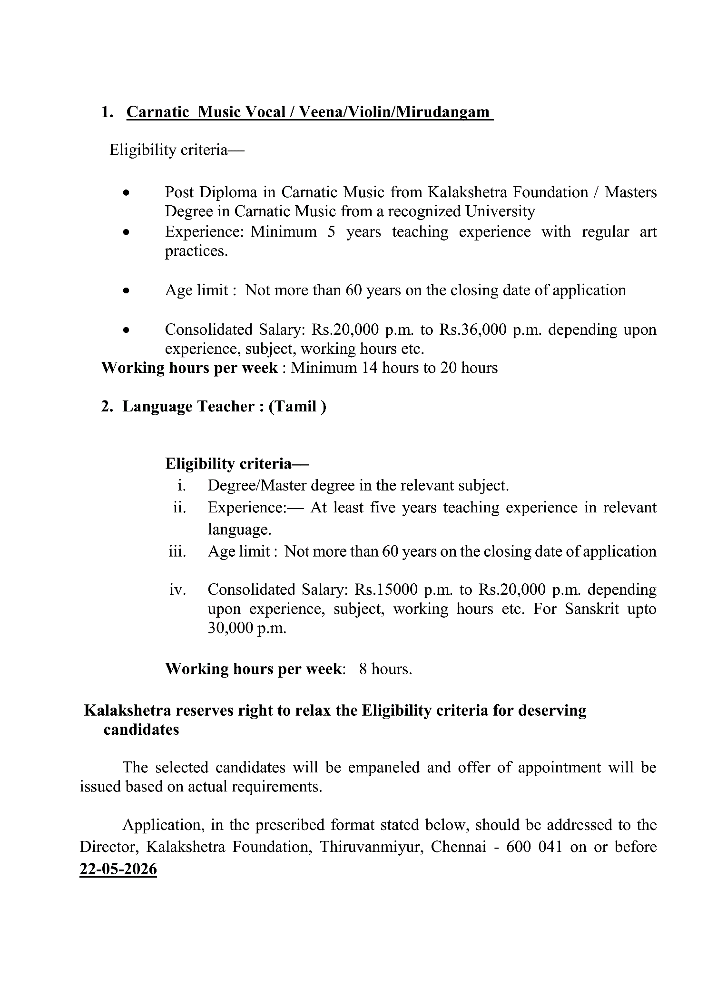 1. Carnatic Music Vocal / Veena/Violin/Mirudangam
Eligibility criteria—
• Post Diploma in Carnatic Music from Kalakshetra Foundation / Masters
Degree in Carnatic Music from a recognized University
• Experience: Minimum 5 years teaching experience with regular art
practices.
• Age limit : Not more than 60 years on the closing date of application
• Consolidated Salary: Rs.20,000 p.m. to Rs.36,000 p.m. depending upon
experience, subject, working hours etc.
Working hours per week : Minimum 14 hours to 20 hours
2. Language Teacher : (Tamil )
Eligibility criteria—
i. Degree/Master degree in the relevant subject.
ii. Experience:— At least five years teaching experience in relevant
language.
iii. Age limit : Not more than 60 years on the closing date of application
iv. Consolidated Salary: Rs.15000 p.m. to Rs.20,000 p.m. depending
upon experience, subject, working hours etc. For Sanskrit upto
30,000 p.m.
Working hours per week: 8 hours.
Kalakshetra reserves right to relax the Eligibility criteria for deserving
candidates
The selected candidates will be empaneled and offer of appointment will be
issued based on actual requirements.
Application, in the prescribed format stated below, should be addressed to the
Director, Kalakshetra Foundation, Thiruvanmiyur, Chennai - 600 041 on or before
22-05-2026